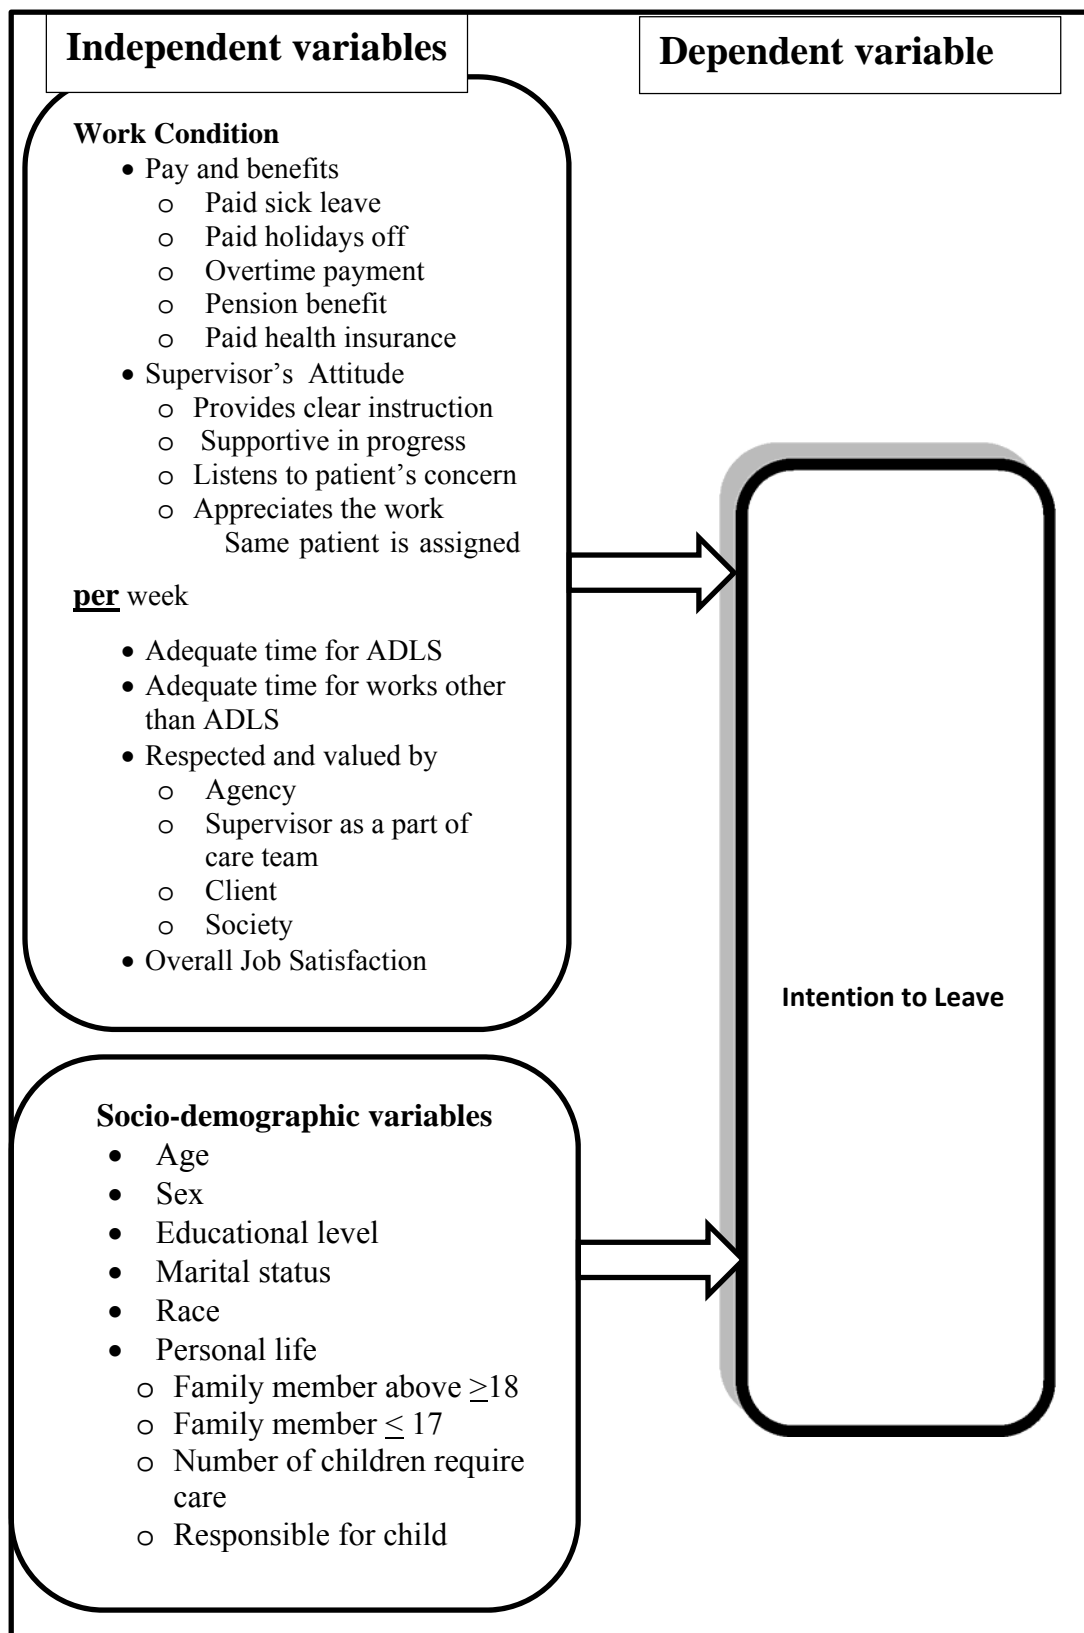 Independent variables
Dependent variable
Work Condition
• Pay and benefits
o Paid sick leave
o Paid holidays off
o Overtime payment
o Pension benefit
o Paid health insurance
• Supervisor’s Attitude
o Provides clear instruction
o Supportive in progress
o Listens to patient’s concern
o Appreciates the work
Same patient is assigned
per week
• Adequate time for ADLS
• Adequate time for works other
than ADLS
• Respected and valued by
o Agency
o Supervisor as a part of
care team
o Client
o Society
• Overall Job Satisfaction
Intention to Leave
Socio-demographic variables
• Age
• Sex
• Educational level
• Marital status
• Race
• Personal life
o Family member above ≥18
o Family member ≤ 17
o Number of children require
care
o Responsible for child